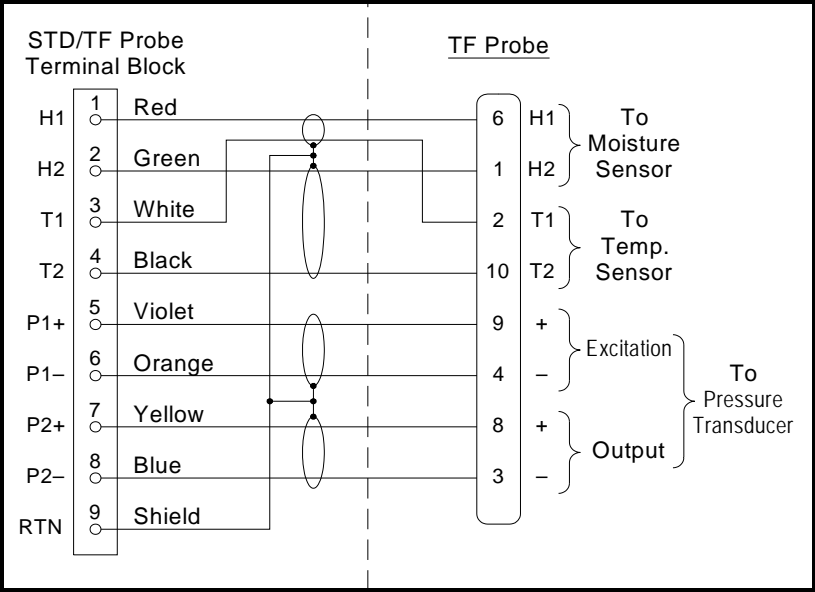 STD/TF Probe
Terminal Block
TF Probe
H1 1 Red 6 H1
H2 2 Green 1 H2
To
Moisture
Sensor
T1 3 White 2 T1
T2 4 Black 10 T2
To
Temp.
Sensor
P1+ 5 Violet 9 +
P1– 6 Orange 4 –
Excitation
P2+ 7 Yellow 8 +
P2– 8 Blue 3 –
Output
To
Pressure
Transducer
RTN 9 Shield